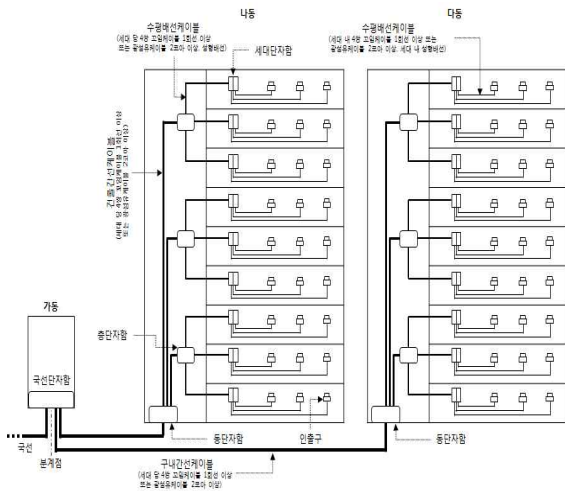 나동
다동
수평배선케이블
(세대 당 4쌍 꼬임케이블 1회선 이상
또는 광섬유케이블 2코아 이상, 성형배선)
세대단자함
수평배선케이블
(세대 내 4쌍 꼬임케이블 1회선 이상 또는
광섬유케이블 2코아 이상, 세대 내 성형배선)
건물간선케이블
(세대 당 4쌍 꼬임케이블 1회선 이상
또는 광섬유케이블 2코아 이상)
가동
국선단자함
층단자함
국선
분계점
동단자함
인출구
동단자함
구내간선케이블
(세대 당 4쌍 꼬임케이블 1회선 이상
또는 광섬유케이블 2코아 이상)